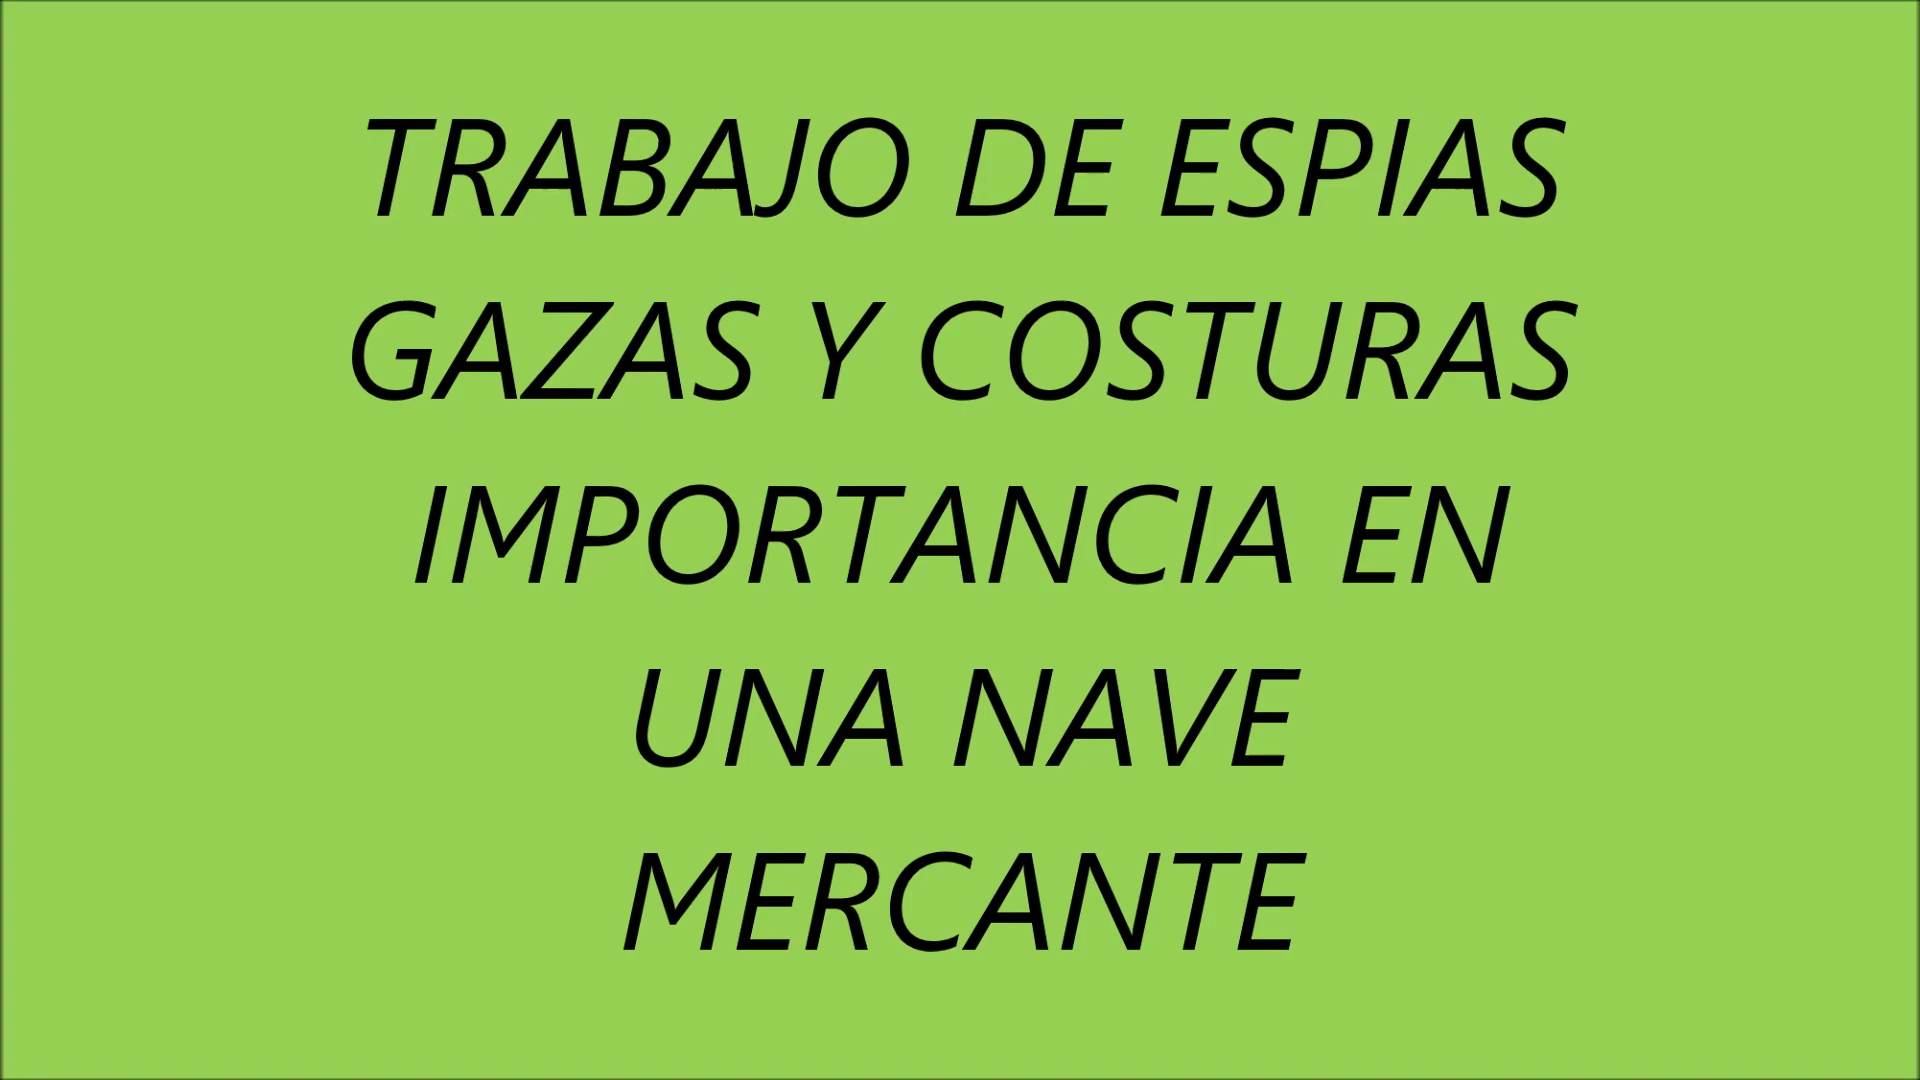 TRABAJO DE ESPIAS
GAZAS Y COSTURAS
IMPORTANCIA EN
UNA NAVE
MERCANTE